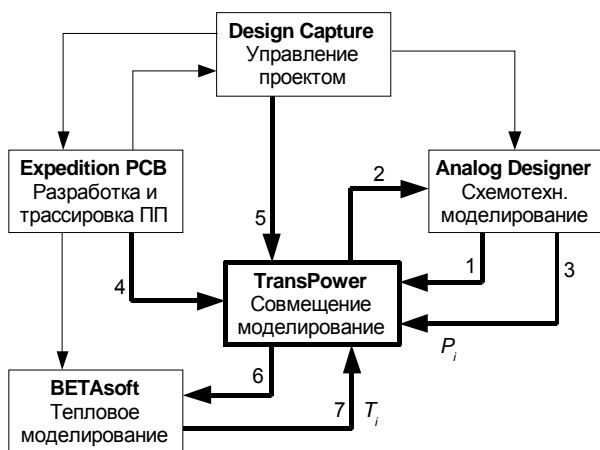 Design Capture
Управление
проектом
Expedition PCB
Разработка и
трассировка ПП
Analog Designer
Схемотехн.
моделирование
2
5
1
3
4
TransPower
Совмещение
моделирование
P i
6
7
T i
BETAsoft
Тепловое
моделирование